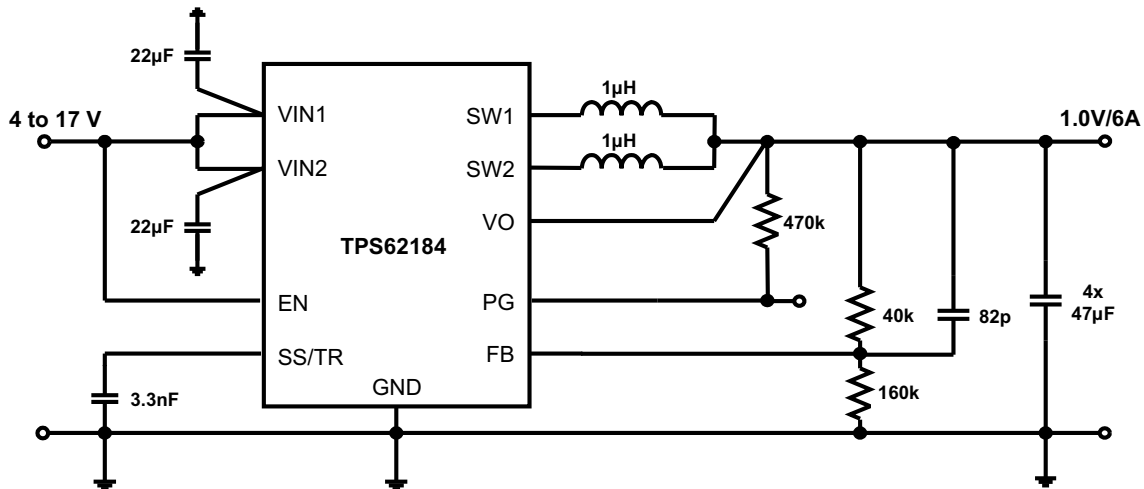 22µF
4 to 17 V
22µF
VIN1
VIN2
EN
SS/TR
TPS62184
GND
SW1
SW2
VO
PG
FB
1µH
1µH
1.0V/6A
470k
40k
82p
4x
47µF
160k
3.3nF